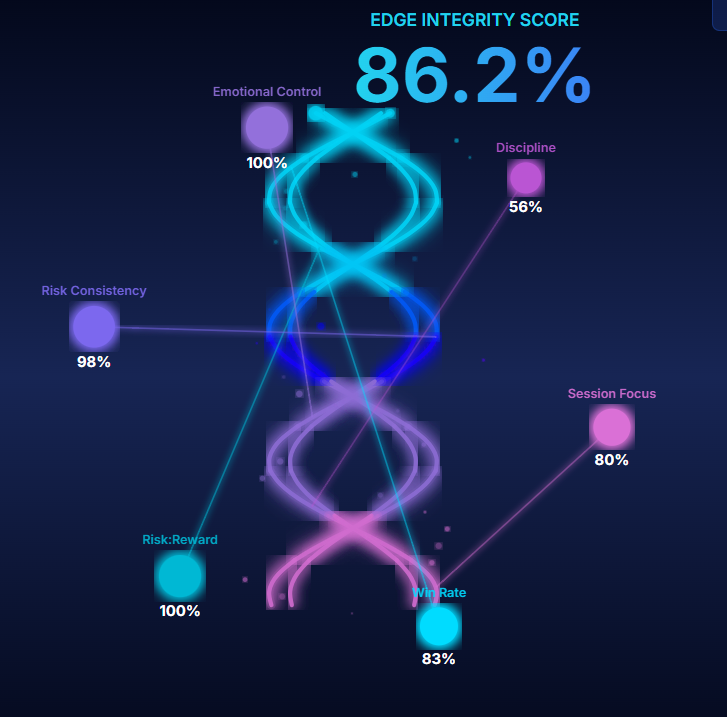 EDGE INTEGRITY SCORE
86.2%
Emotional Control
100%
Discipline
56%
Risk Consistency
98%
Session Focus
80%
Risk:Reward
100%
Win Rate
83%